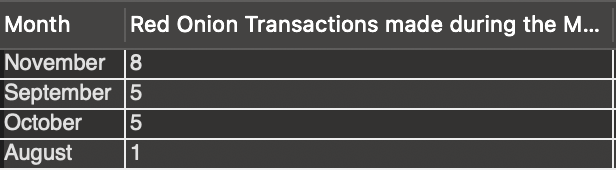 Month Red Onion Transactions made during the M...
November 8
September 5
October 5
August 1